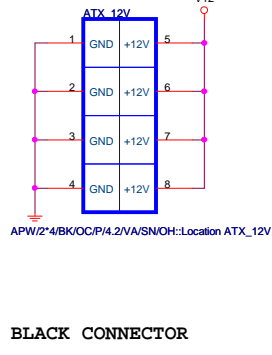 ATX_12V
1 GND +12V 5
2 GND +12V 6
3 GND +12V 7
4 GND +12V 8
APW/2*4/BK/OC/P/4.2/VA/SN/OH::Location ATX_12V
BLACK CONNECTOR